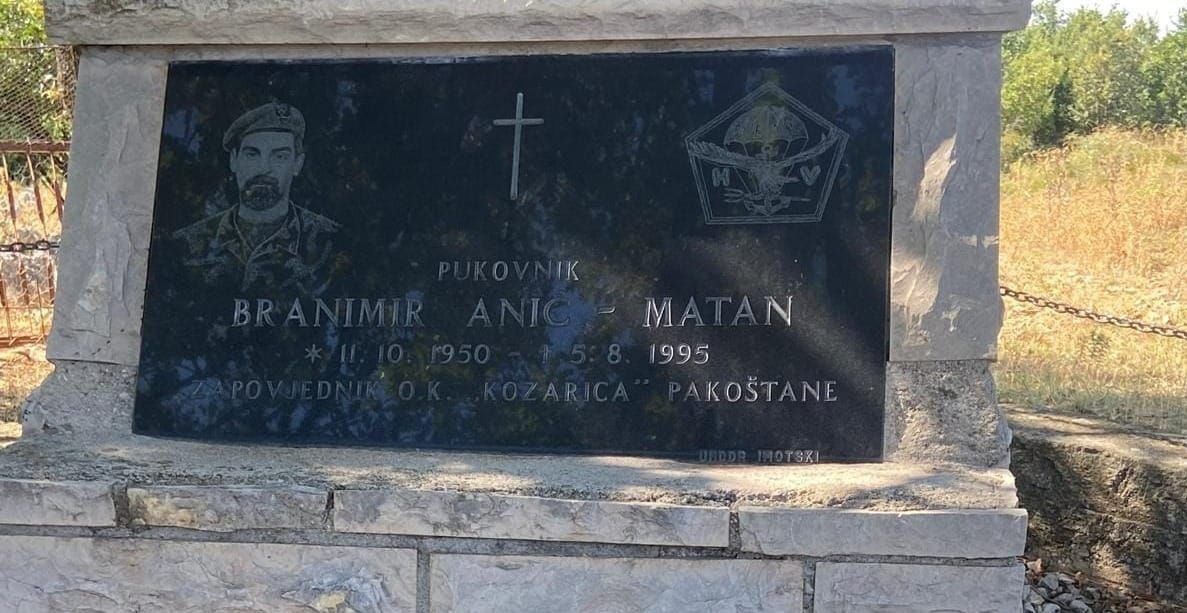 H V
PUKOVNIK
BRANIMIR ANIC - MATAN
* 11. 10. 1950 - † 5. 8. 1995
ZAPOVJEDNIK O.K. „KOZARICA" PAKOŠTANE
UHDDR IMOTSKI